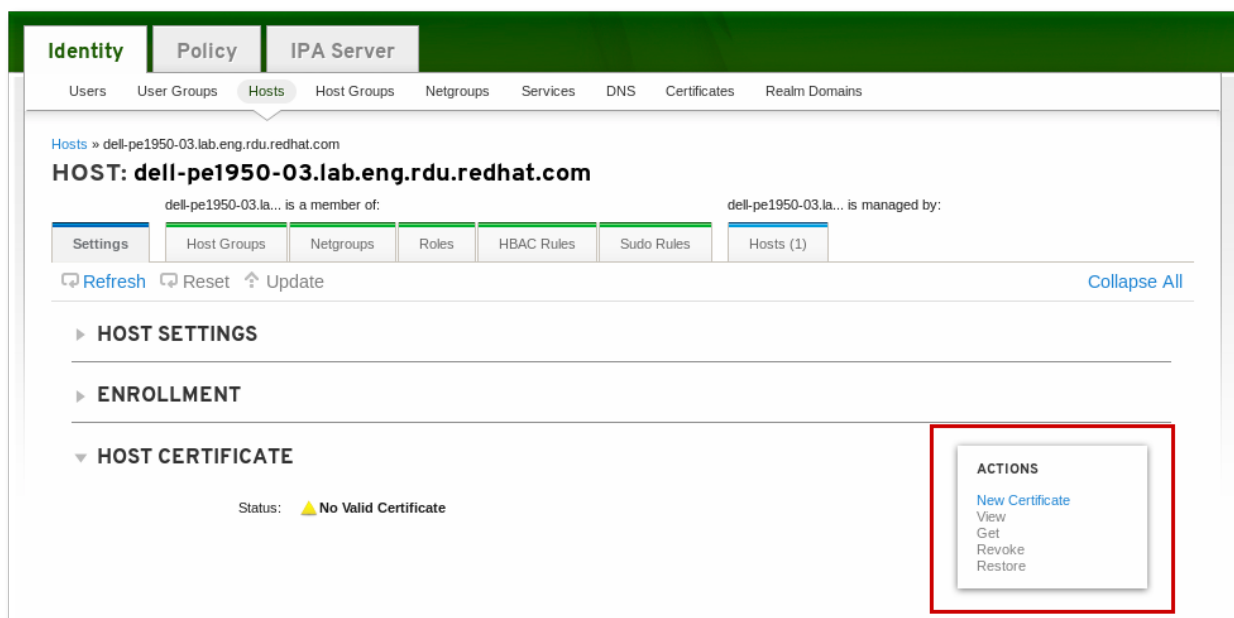 Identity Policy IPA Server
Users User Groups Hosts Host Groups Netgroups Services DNS Certificates Realm Domains
Hosts » dell-pe1950-03.lab.eng.rdu.redhat.com
HOST: dell-pe1950-03.lab.eng.rdu.redhat.com
dell-pe1950-03.la... is a member of: dell-pe1950-03.la... is managed by:
Settings Host Groups Netgroups Roles HBAC Rules Sudo Rules Hosts (1)
Refresh Reset Update Collapse All
HOST SETTINGS
ENROLLMENT
HOST CERTIFICATE
Status: No Valid Certificate
ACTIONS
New Certificate
View
Get
Revoke
Restore